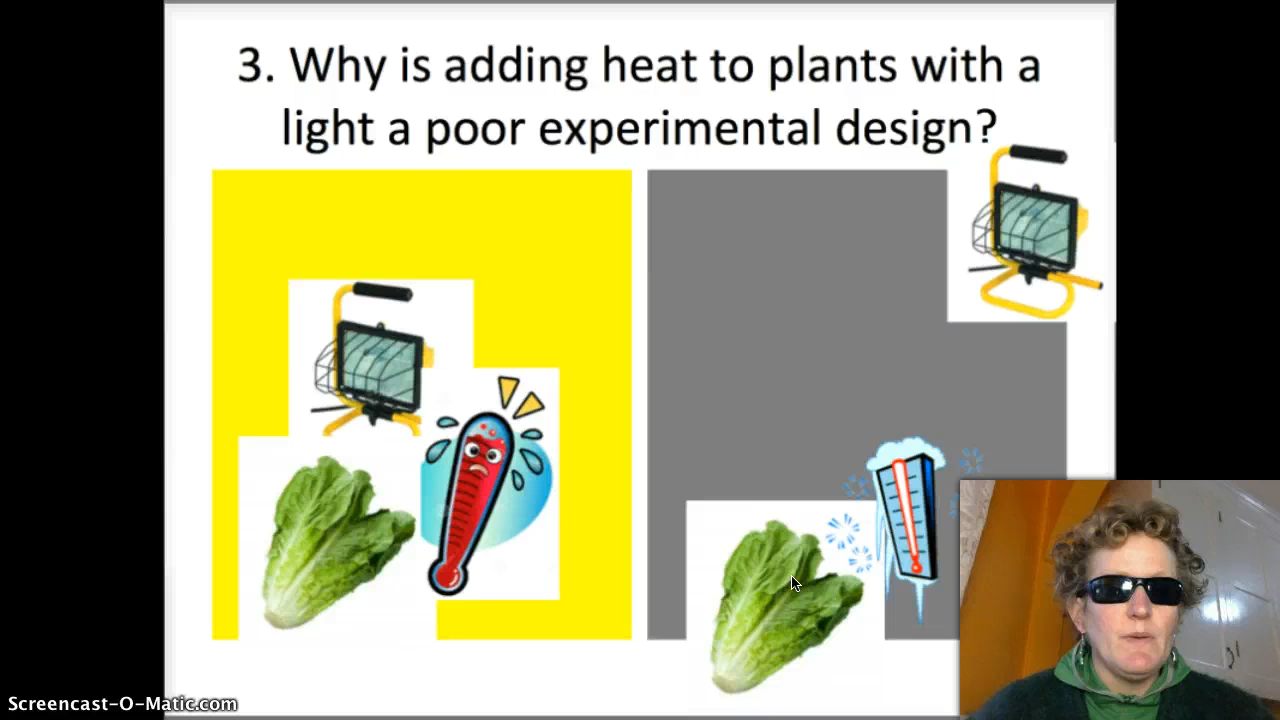 3. Why is adding heat to plants with a
light a poor experimental design?
Screencast-O-Matic.com